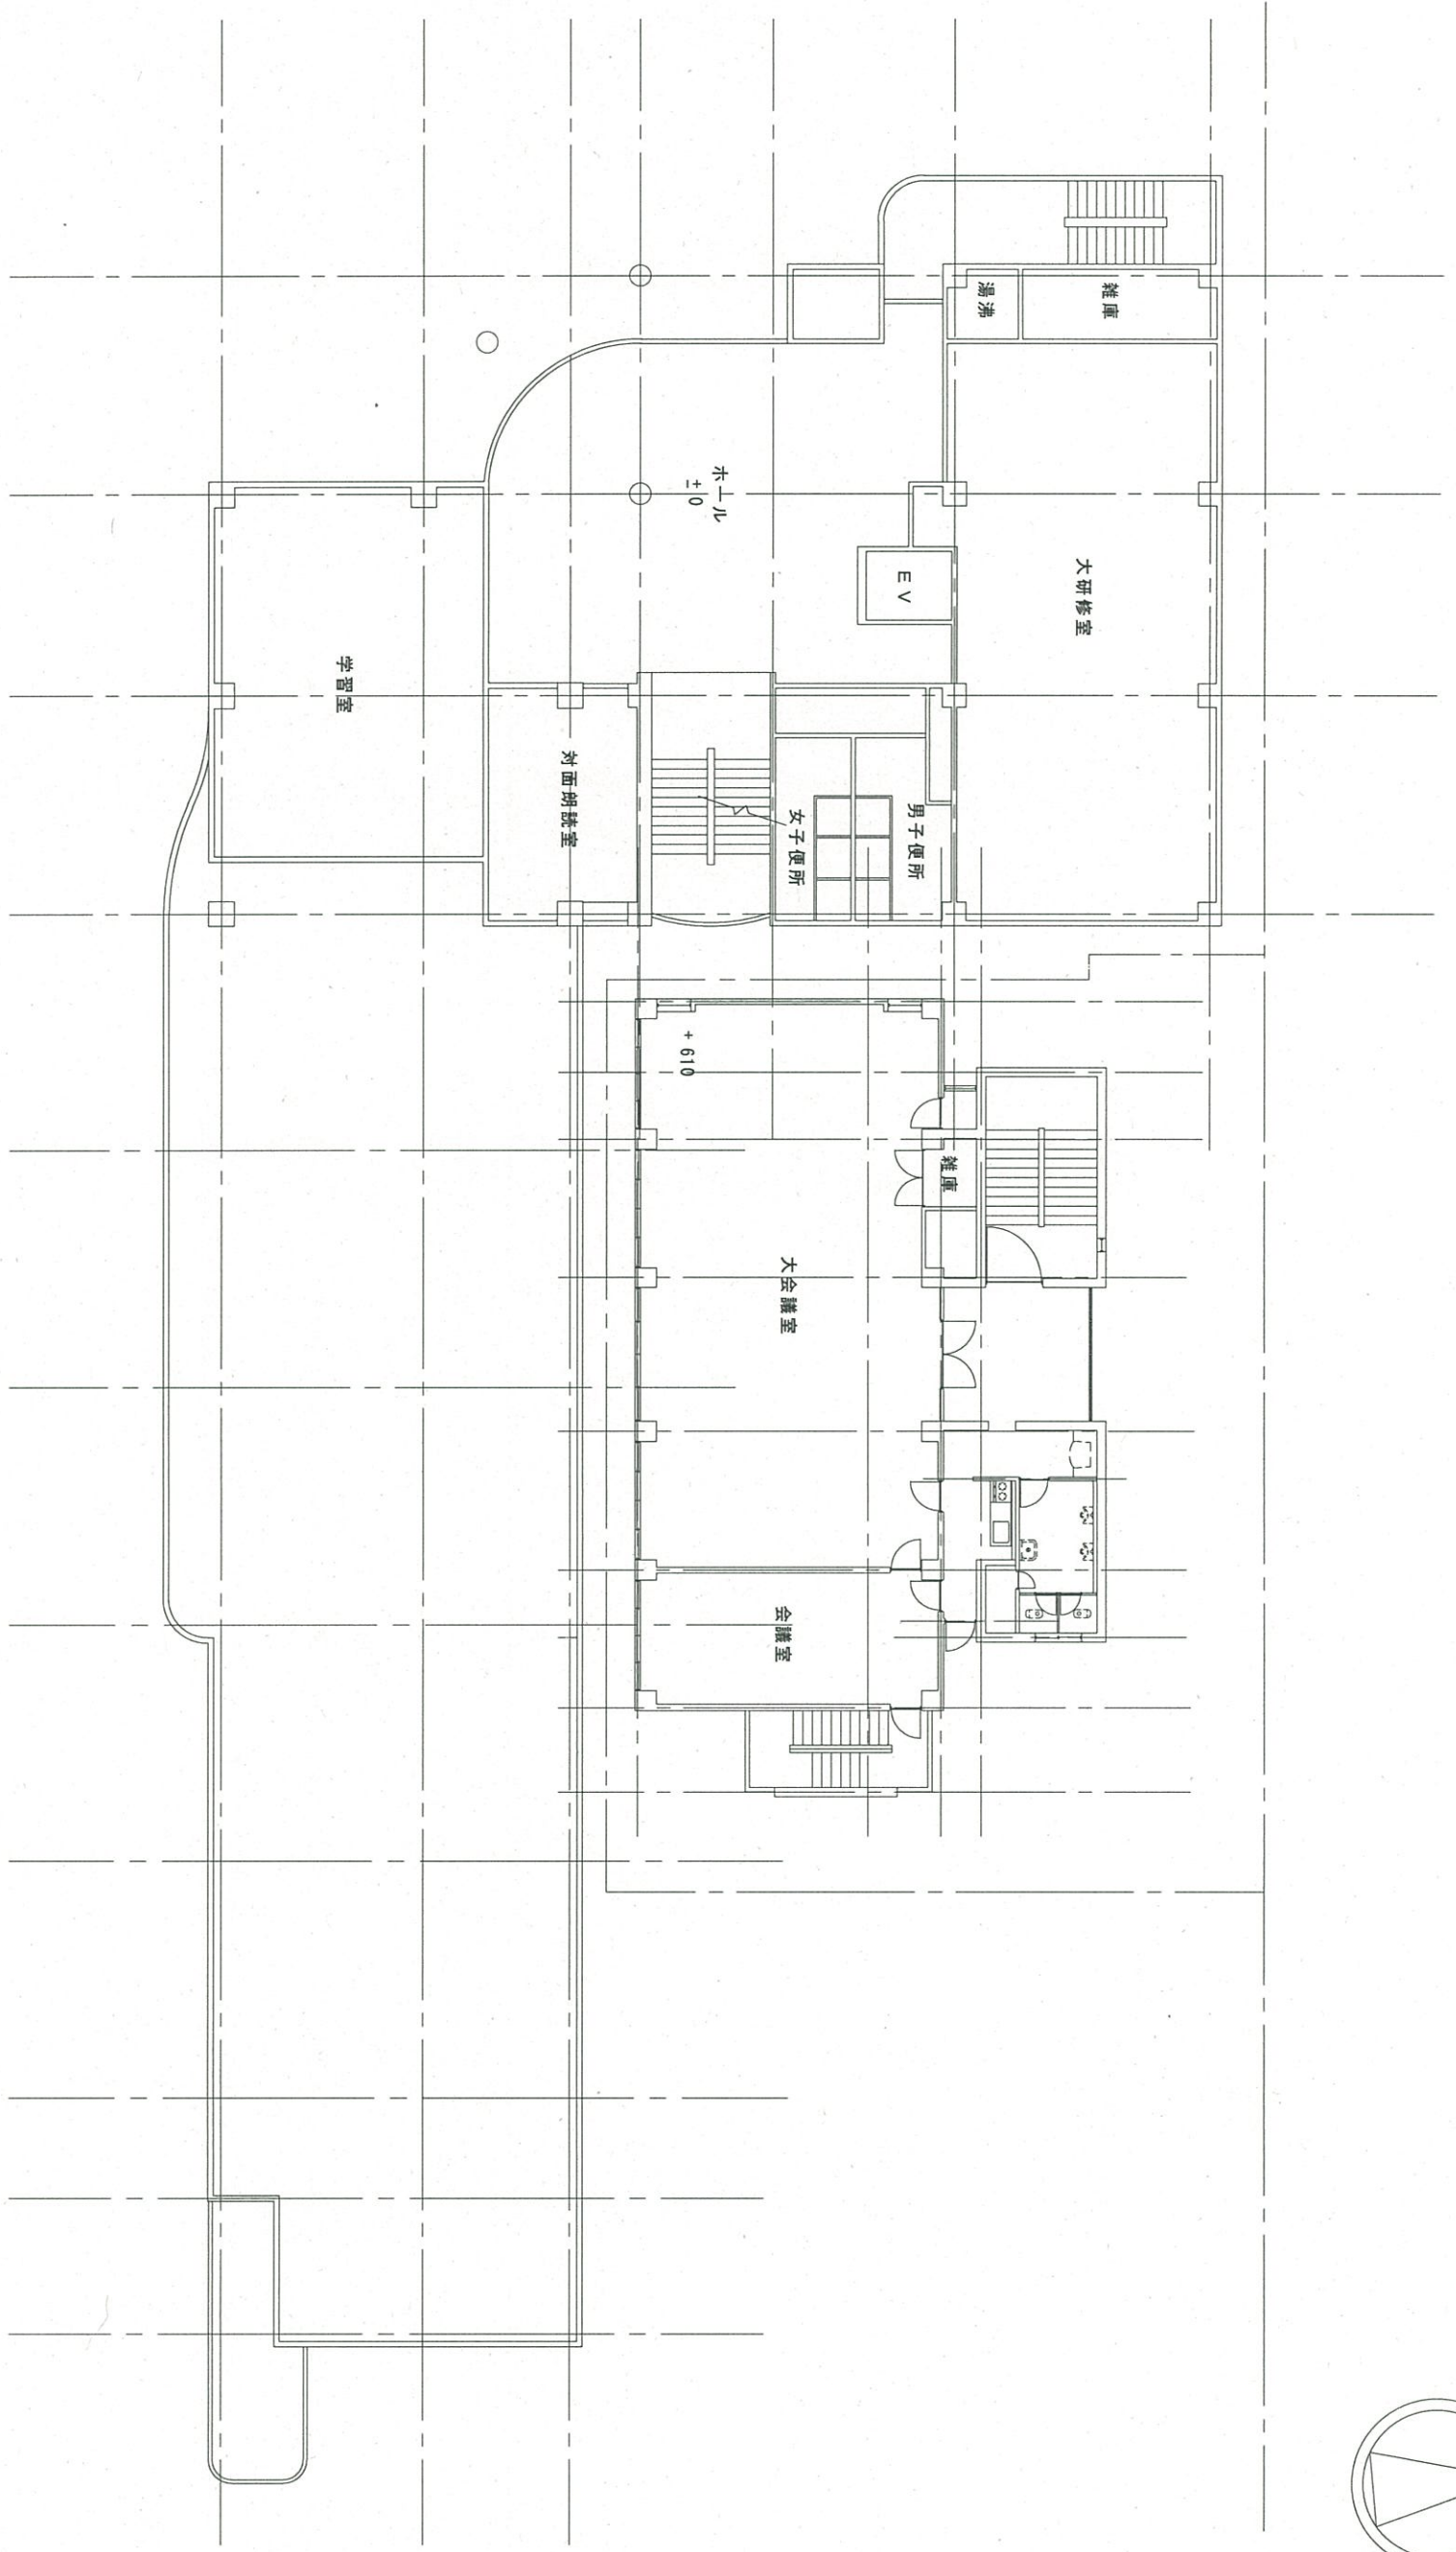 雑庫
湯沸
大研修室
ホール
±0
EV
学習室
対面朗読室
女子便所
男子便所
+610
雑庫
大会議室
会議室